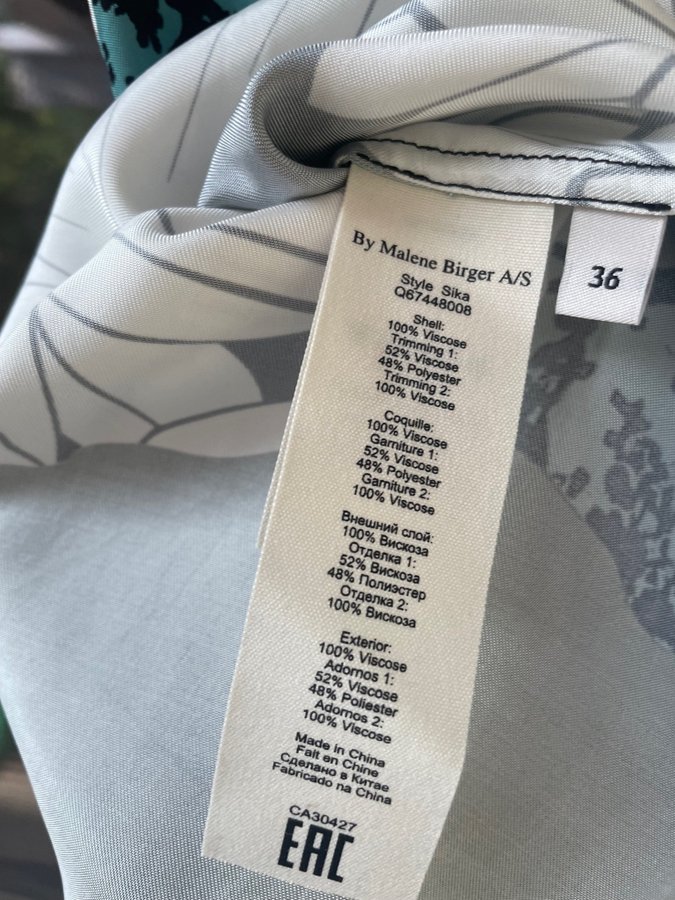 By Malene Birger A/S
Style Sika
Q67448008
Shell:
100% Viscose
Trimming 1:
52% Viscose
48% Polyester
Trimming 2:
100% Viscose
Coquille:
100% Viscose
Garniture 1:
52% Viscose
48% Polyester
Garniture 2:
100% Viscose
Внешний слой:
100% Вискоза
Отделка 1:
52% Вискоза
48% Полиэстер
Отделка 2:
100% Вискоза
Exterior:
100% Viscose
Adornos 1:
52% Viscose
48% Poliester
Adornos 2:
100% Viscose
Made in China
Fait en Chine
Сделано в Китае
Fabricado na China
CA30427
EAC
36